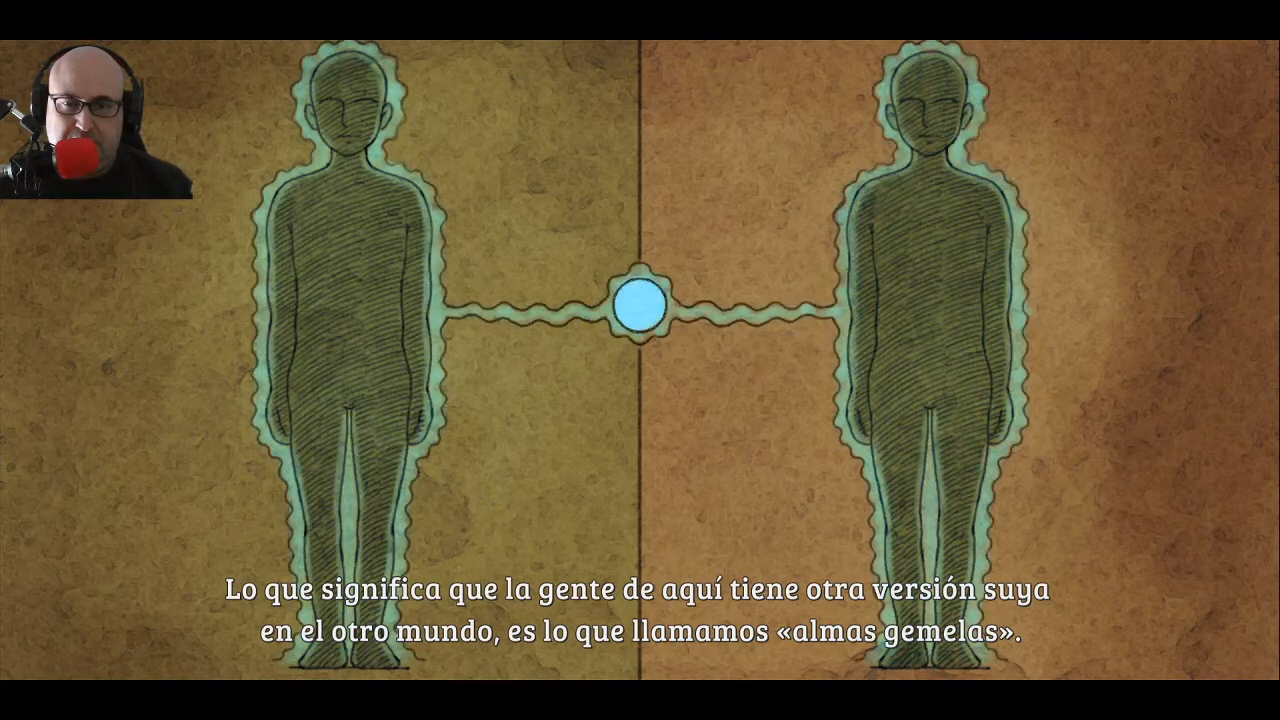 Lo que significa que la gente de aquí tiene otra versión suya
en el otro mundo, es lo que llamamos «almas gemelas».